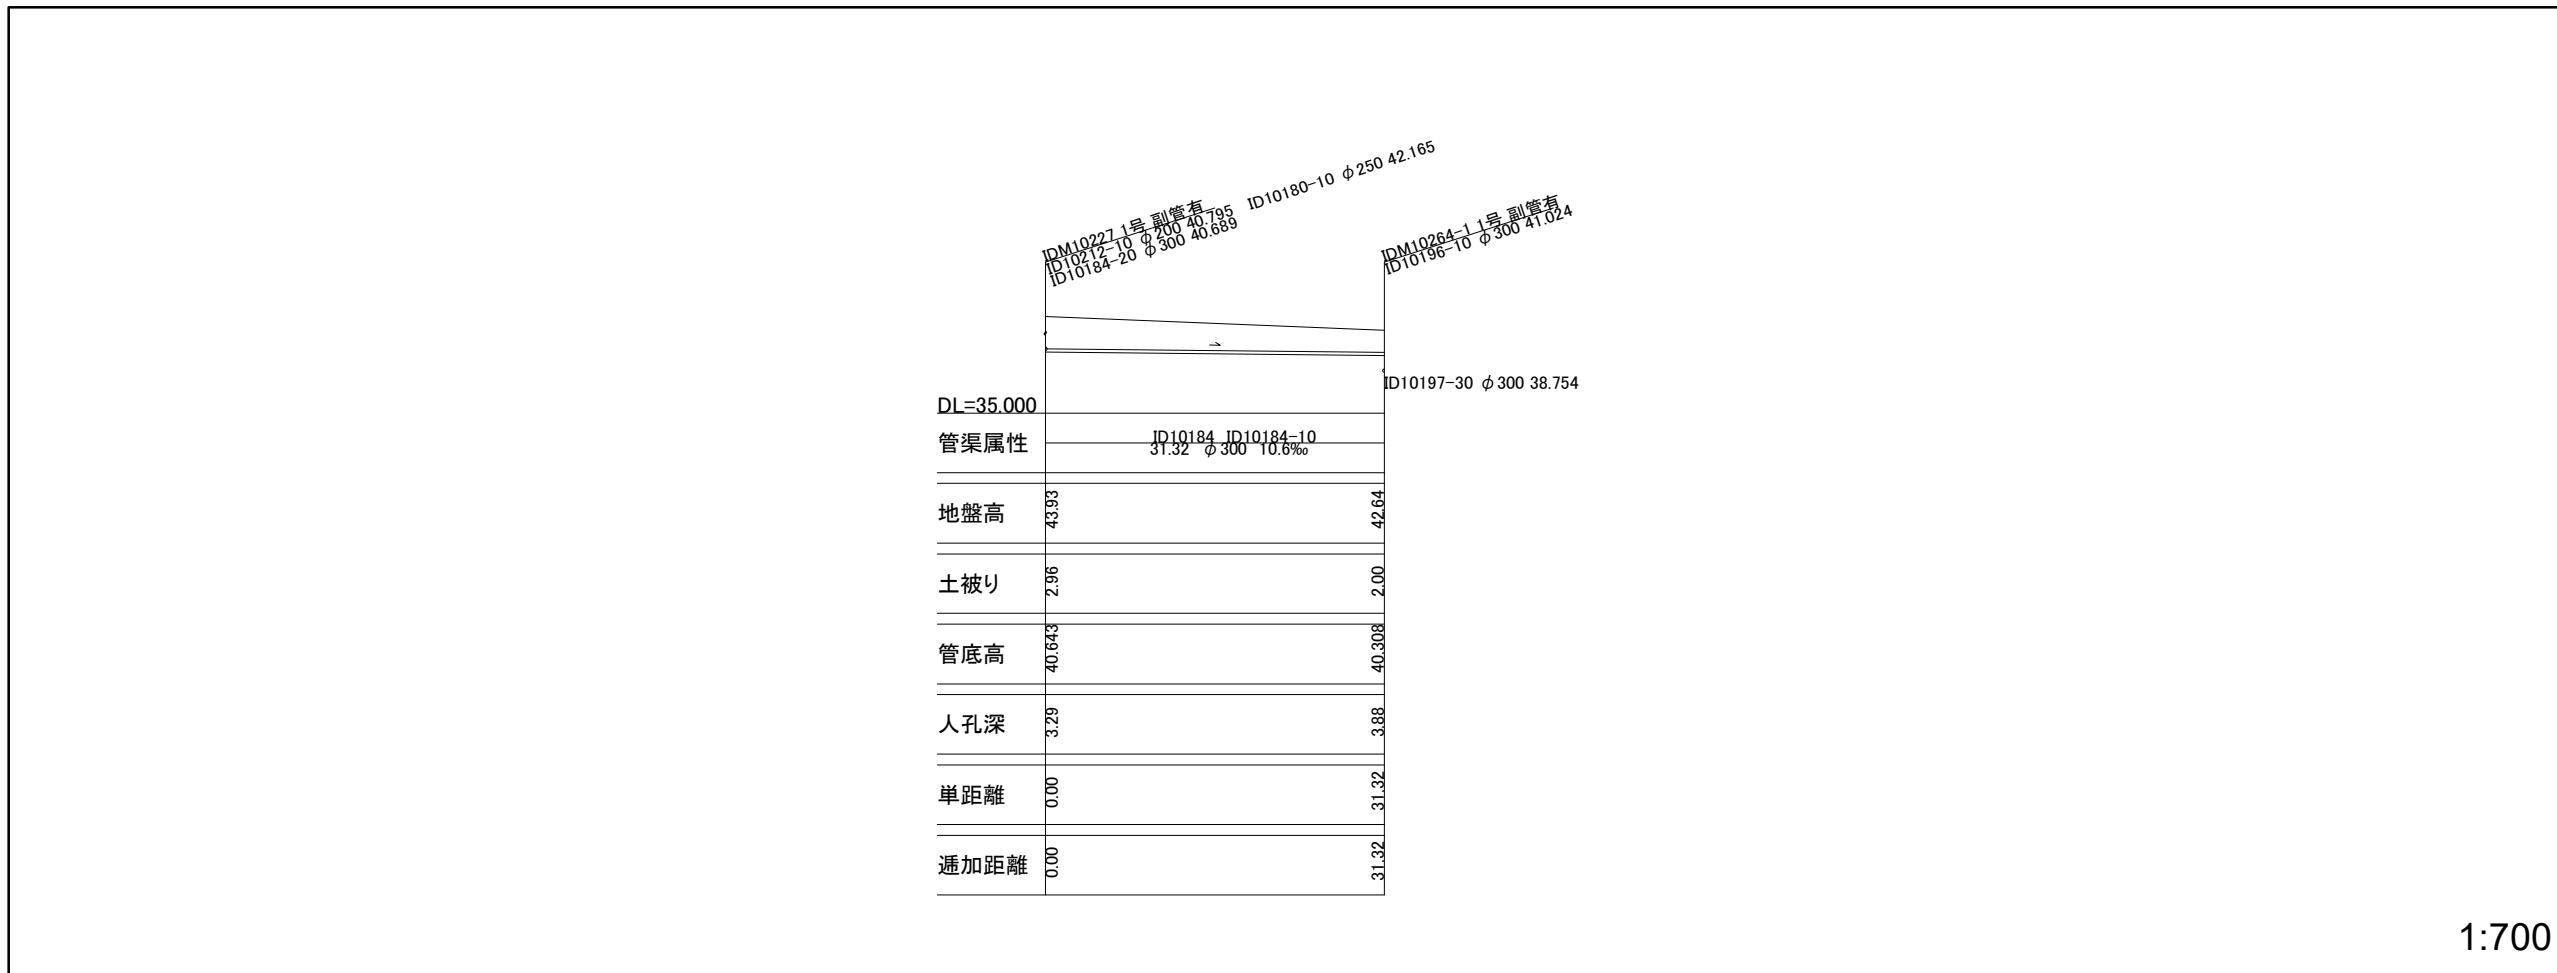 IDM10227 1号 副管有
ID10212-10 φ200 40.795 ID10180-10 φ250 42.165
ID10184-20 φ300 40.689
IDM10264-1 1号 副管有
ID10196-10 φ300 41.024
ID10197-30 φ300 38.754
DL=35.000
管渠属性
ID10184 ID10184-10
31.32 φ300 10.6‰
地盤高 43.93 42.64
土被り 2.96 2.00
管底高 40.643 40.308
人孔深 3.29 3.88
単距離 0.00 31.32
逓加距離 0.00 31.32
1:700